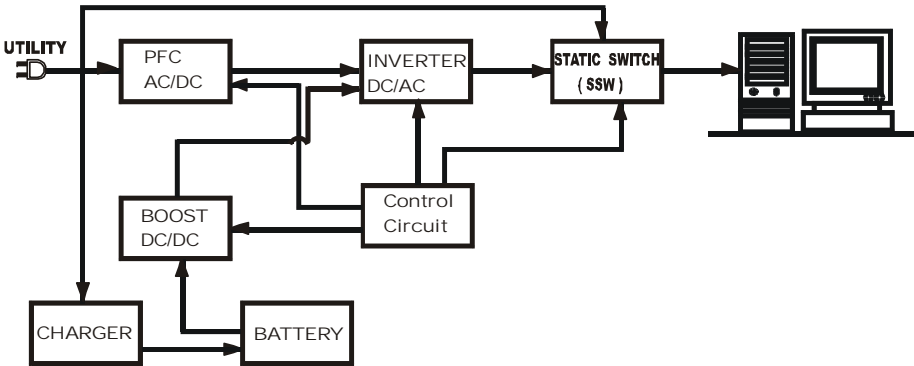 UTILITY
PFC
AC/DC
INVERTER
DC/AC
STATIC SWITCH
( SSW )
BOOST
DC/DC
Control
Circuit
CHARGER
BATTERY